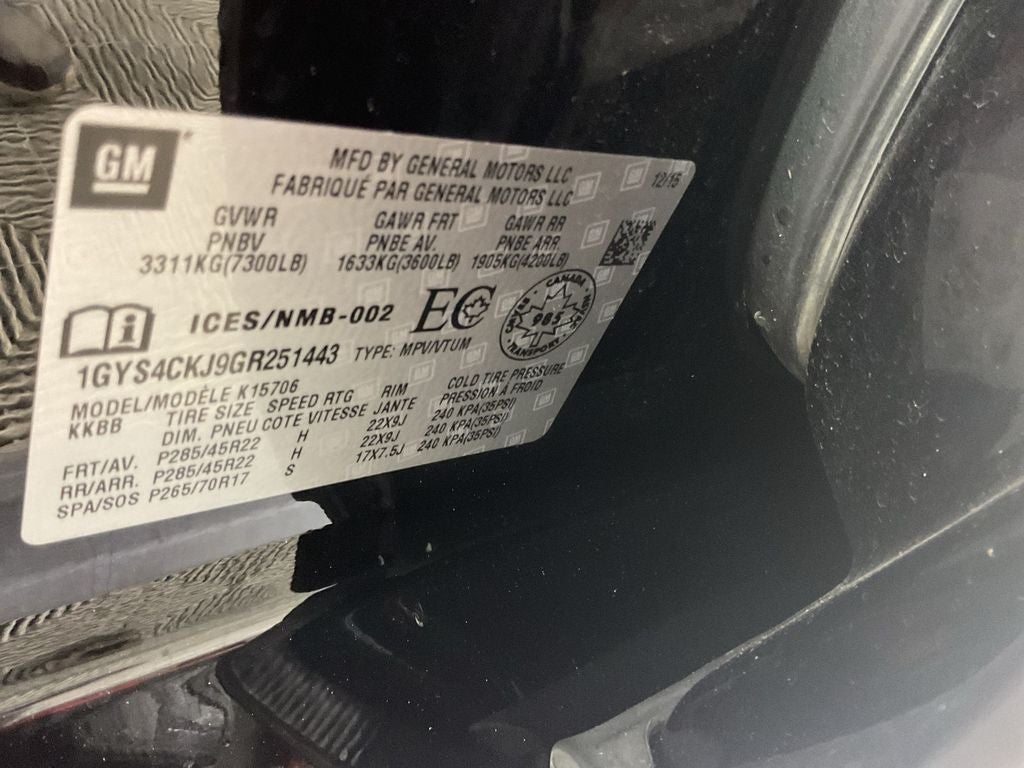 GM
MFD BY GENERAL MOTORS LLC
FABRIQUÉ PAR GENERAL MOTORS LLC
12/15
GVWR GAWR FRT GAWR RR
PNBV PNBE AV. PNBE ARR.
3311KG(7300LB) 1633KG(3600LB) 1905KG(4200LB)
ICES/NMB-002 EC
CANADA
985
TRANSPORT
1GYS4CKJ9GR251443 TYPE: MPV/VTUM
MODEL/MODÈLE K15706
KKBB TIRE SIZE SPEED RTG RIM COLD TIRE PRESSURE
DIM. PNEU COTE VITESSE JANTE PRESSION À FROID
FRT/AV. P285/45R22 H 22X9J 240 KPA(35PSI)
RR/ARR. P285/45R22 H 22X9J 240 KPA(35PSI)
SPA/SOS P265/70R17 S 17X7.5J 240 KPA(35PSI)